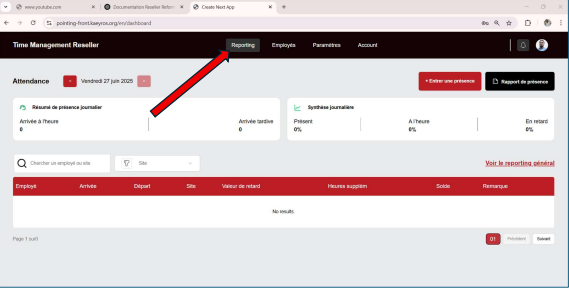 www.youtube.com
Documentation Reseller Refon
Create Next App
pointing-front.kaeyros.org/en/dashboard
Time Management Reseller
Reporting Employés Paramètres Account
Attendance
Vendredi 27 juin 2025
+ Entrer une présence
Rapport de présence
Résumé de présence journalier
Arrivée à l'heure
0
Arrivée tardive
0
Synthèse journalière
Présent
0%
A l'heure
0%
En retard
0%
Chercher un employé ou site
Site
Voir le reporting général
Employé Arrivée Départ Site Valeur de retard Heures supplém Solde Remarque
No results
Page 1 sur1
01 Précédent Suivant